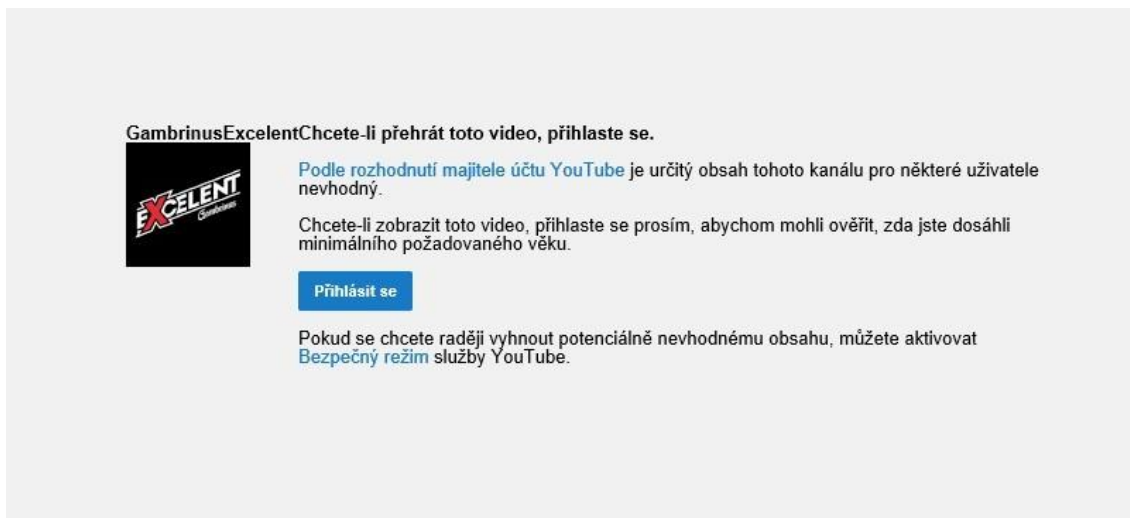 GambrinusExcelentChcete-li přehrát toto video, přihlaste se.
EXCELENT
Gambrinus
Podle rozhodnutí majitele účtu YouTube je určitý obsah tohoto kanálu pro některé uživatele
nevhodný.
Chcete-li zobrazit toto video, přihlaste se prosím, abychom mohli ověřit, zda jste dosáhli
minimálního požadovaného věku.
Přihlásit se
Pokud se chcete raději vyhnout potenciálně nevhodnému obsahu, můžete aktivovat
Bezpečný režim služby YouTube.